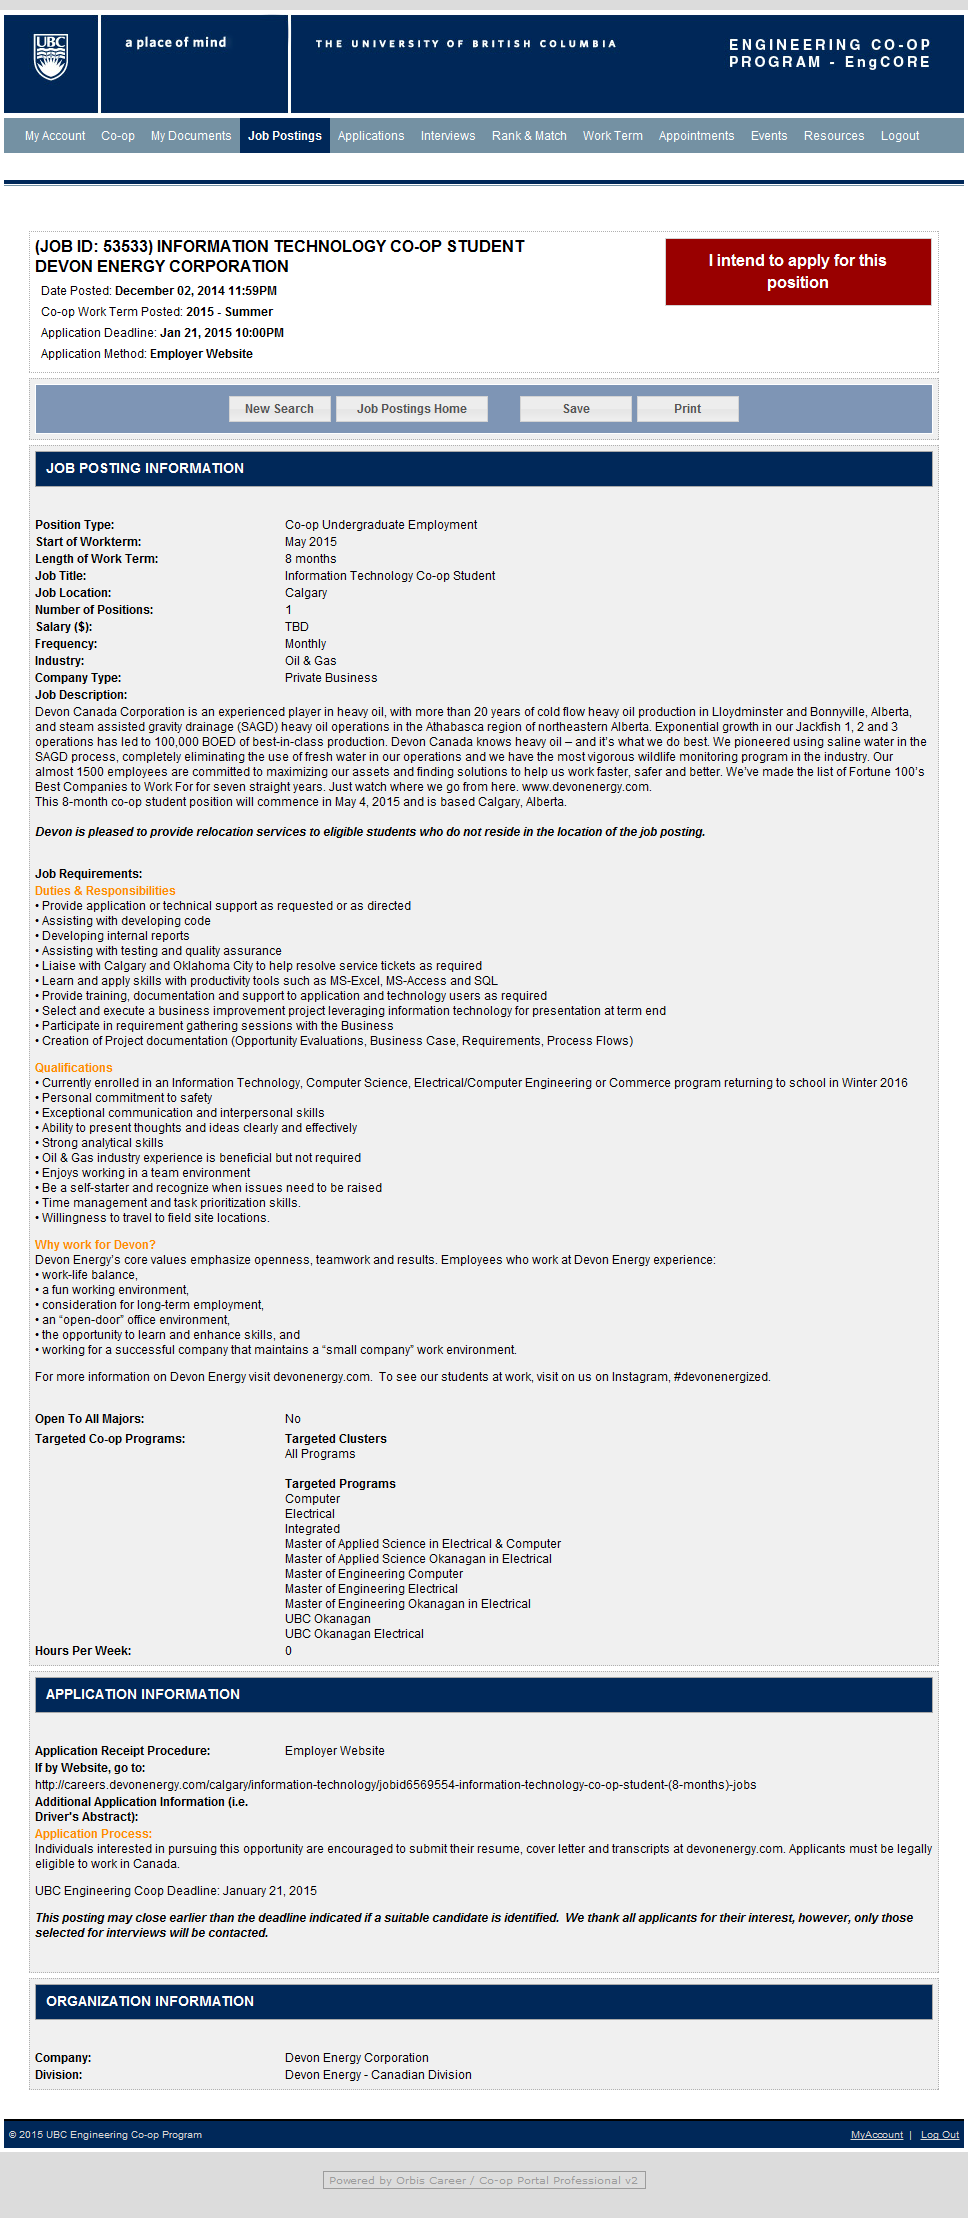 UBC
a place of mind
THE UNIVERSITY OF BRITISH COLUMBIA
ENGINEERING CO-OP
PROGRAM - EngCORE
My Account Co-op My Documents Job Postings Applications Interviews Rank & Match Work Term Appointments Events Resources Logout
(JOB ID: 53533) INFORMATION TECHNOLOGY CO-OP STUDENT
DEVON ENERGY CORPORATION
I intend to apply for this
position
Date Posted: December 02, 2014 11:59PM
Co-op Work Term Posted: 2015 - Summer
Application Deadline: Jan 21, 2015 10:00PM
Application Method: Employer Website
New Search Job Postings Home Save Print
JOB POSTING INFORMATION
Position Type: Co-op Undergraduate Employment
Start of Workterm: May 2015
Length of Work Term: 8 months
Job Title: Information Technology Co-op Student
Job Location: Calgary
Number of Positions: 1
Salary ($): TBD
Frequency: Monthly
Industry: Oil & Gas
Company Type: Private Business
Job Description:
Devon Canada Corporation is an experienced player in heavy oil, with more than 20 years of cold flow heavy oil production in Lloydminster and Bonnyville, Alberta,
and steam assisted gravity drainage (SAGD) heavy oil operations in the Athabasca region of northeastern Alberta. Exponential growth in our Jackfish 1, 2 and 3
operations has led to 100,000 BOED of best-in-class production. Devon Canada knows heavy oil – and it's what we do best. We pioneered using saline water in the
SAGD process, completely eliminating the use of fresh water in our operations and we have the most vigorous wildlife monitoring program in the industry. Our
almost 1500 employees are committed to maximizing our assets and finding solutions to help us work faster, safer and better. We've made the list of Fortune 100's
Best Companies to Work For for seven straight years. Just watch where we go from here. www.devonenergy.com.
This 8-month co-op student position will commence in May 4, 2015 and is based Calgary, Alberta.
Devon is pleased to provide relocation services to eligible students who do not reside in the location of the job posting.
Job Requirements:
Duties & Responsibilities
• Provide application or technical support as requested or as directed
• Assisting with developing code
• Developing internal reports
• Assisting with testing and quality assurance
• Liaise with Calgary and Oklahoma City to help resolve service tickets as required
• Learn and apply skills with productivity tools such as MS-Excel, MS-Access and SQL
• Provide training, documentation and support to application and technology users as required
• Select and execute a business improvement project leveraging information technology for presentation at term end
• Participate in requirement gathering sessions with the Business
• Creation of Project documentation (Opportunity Evaluations, Business Case, Requirements, Process Flows)
Qualifications
• Currently enrolled in an Information Technology, Computer Science, Electrical/Computer Engineering or Commerce program returning to school in Winter 2016
• Personal commitment to safety
• Exceptional communication and interpersonal skills
• Ability to present thoughts and ideas clearly and effectively
• Strong analytical skills
• Oil & Gas industry experience is beneficial but not required
• Enjoys working in a team environment
• Be a self-starter and recognize when issues need to be raised
• Time management and task prioritization skills.
• Willingness to travel to field site locations.
Why work for Devon?
Devon Energy's core values emphasize openness, teamwork and results. Employees who work at Devon Energy experience:
• work-life balance,
• a fun working environment,
• consideration for long-term employment,
• an “open-door” office environment,
• the opportunity to learn and enhance skills, and
• working for a successful company that maintains a “small company” work environment.
For more information on Devon Energy visit devonenergy.com. To see our students at work, visit on us on Instagram, #devonenergized.
Open To All Majors: No
Targeted Co-op Programs: Targeted Clusters
All Programs
Targeted Programs
Computer
Electrical
Integrated
Master of Applied Science in Electrical & Computer
Master of Applied Science Okanagan in Electrical
Master of Engineering Computer
Master of Engineering Electrical
Master of Engineering Okanagan in Electrical
UBC Okanagan
UBC Okanagan Electrical
Hours Per Week: 0
APPLICATION INFORMATION
Application Receipt Procedure: Employer Website
If by Website, go to:
http://careers.devonenergy.com/calgary/information-technology/jobid6569554-information-technology-co-op-student-(8-months)-jobs
Additional Application Information (i.e.
Driver's Abstract):
Application Process:
Individuals interested in pursuing this opportunity are encouraged to submit their resume, cover letter and transcripts at devonenergy.com. Applicants must be legally
eligible to work in Canada.
UBC Engineering Coop Deadline: January 21, 2015
This posting may close earlier than the deadline indicated if a suitable candidate is identified. We thank all applicants for their interest, however, only those
selected for interviews will be contacted.
ORGANIZATION INFORMATION
Company: Devon Energy Corporation
Division: Devon Energy - Canadian Division
© 2015 UBC Engineering Co-op Program
MyAccount | Log Out
Powered by Orbis Career / Co-op Portal Professional v2